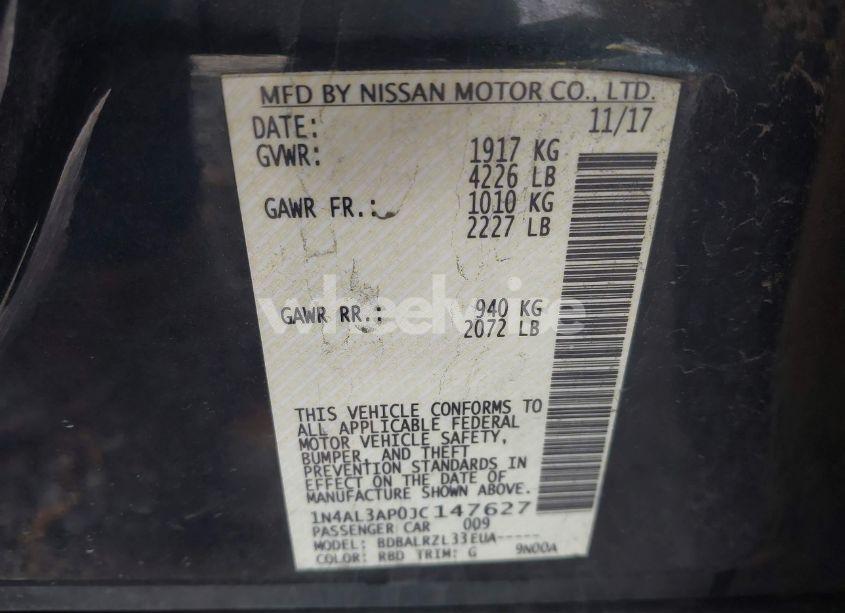 MFD BY NISSAN MOTOR CO., LTD.
DATE: 11/17
GVWR: 1917 KG
4226 LB
GAWR FR.: 1010 KG
2227 LB
GAWR RR.: 940 KG
2072 LB
wheelwise
THIS VEHICLE CONFORMS TO
ALL APPLICABLE FEDERAL
MOTOR VEHICLE SAFETY,
BUMPER, AND THEFT
PREVENTION STANDARDS IN
EFFECT ON THE DATE OF
MANUFACTURE SHOWN ABOVE.
1N4AL3AP0JC147627
PASSENGER CAR 009
MODEL: BDBALRZL33EUA-----
COLOR: RBD TRIM: G 9N00A